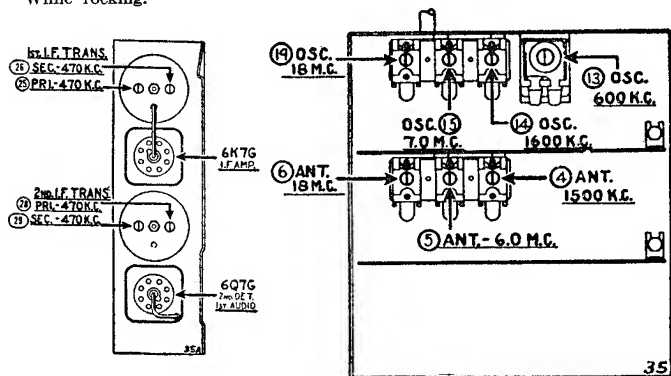 While rocking.
1ST. I.F. TRANS.
26 SEC.-470 K.C.
25 PRI.-470 K.C.
6K7G
I.F. AMP.
2ND. I.F. TRANS.
28 PRI.-470 K.C.
29 SEC.-470 K.C.
6Q7G
2ND. DET.
1ST. AUDIO
35A
19 OSC.
18 M.C.
13 OSC.
600 K.C.
OSC. 15
7.0 M.C.
14 OSC.
1600 K.C.
6 ANT.
18 M.C.
4 ANT.
1500 K.C.
5 ANT.- 6.0 M.C.
35